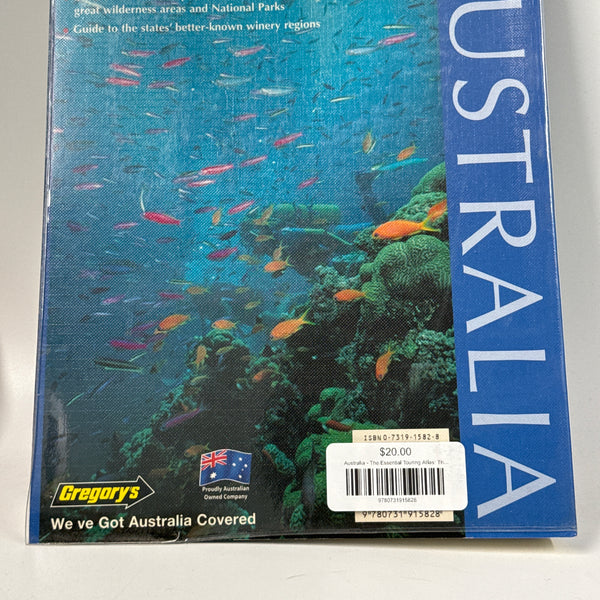 great wilderness areas and National Parks
Guide to the states' better-known winery regions
USTRALIA
ISBN 0-7319-1582-8
$20.00
Australia - The Essential Touring Atlas: Th...
9780731915828
9"780731"915828"
Gregory's
Proudly Australian
Owned Company
We ve Got Australia Covered